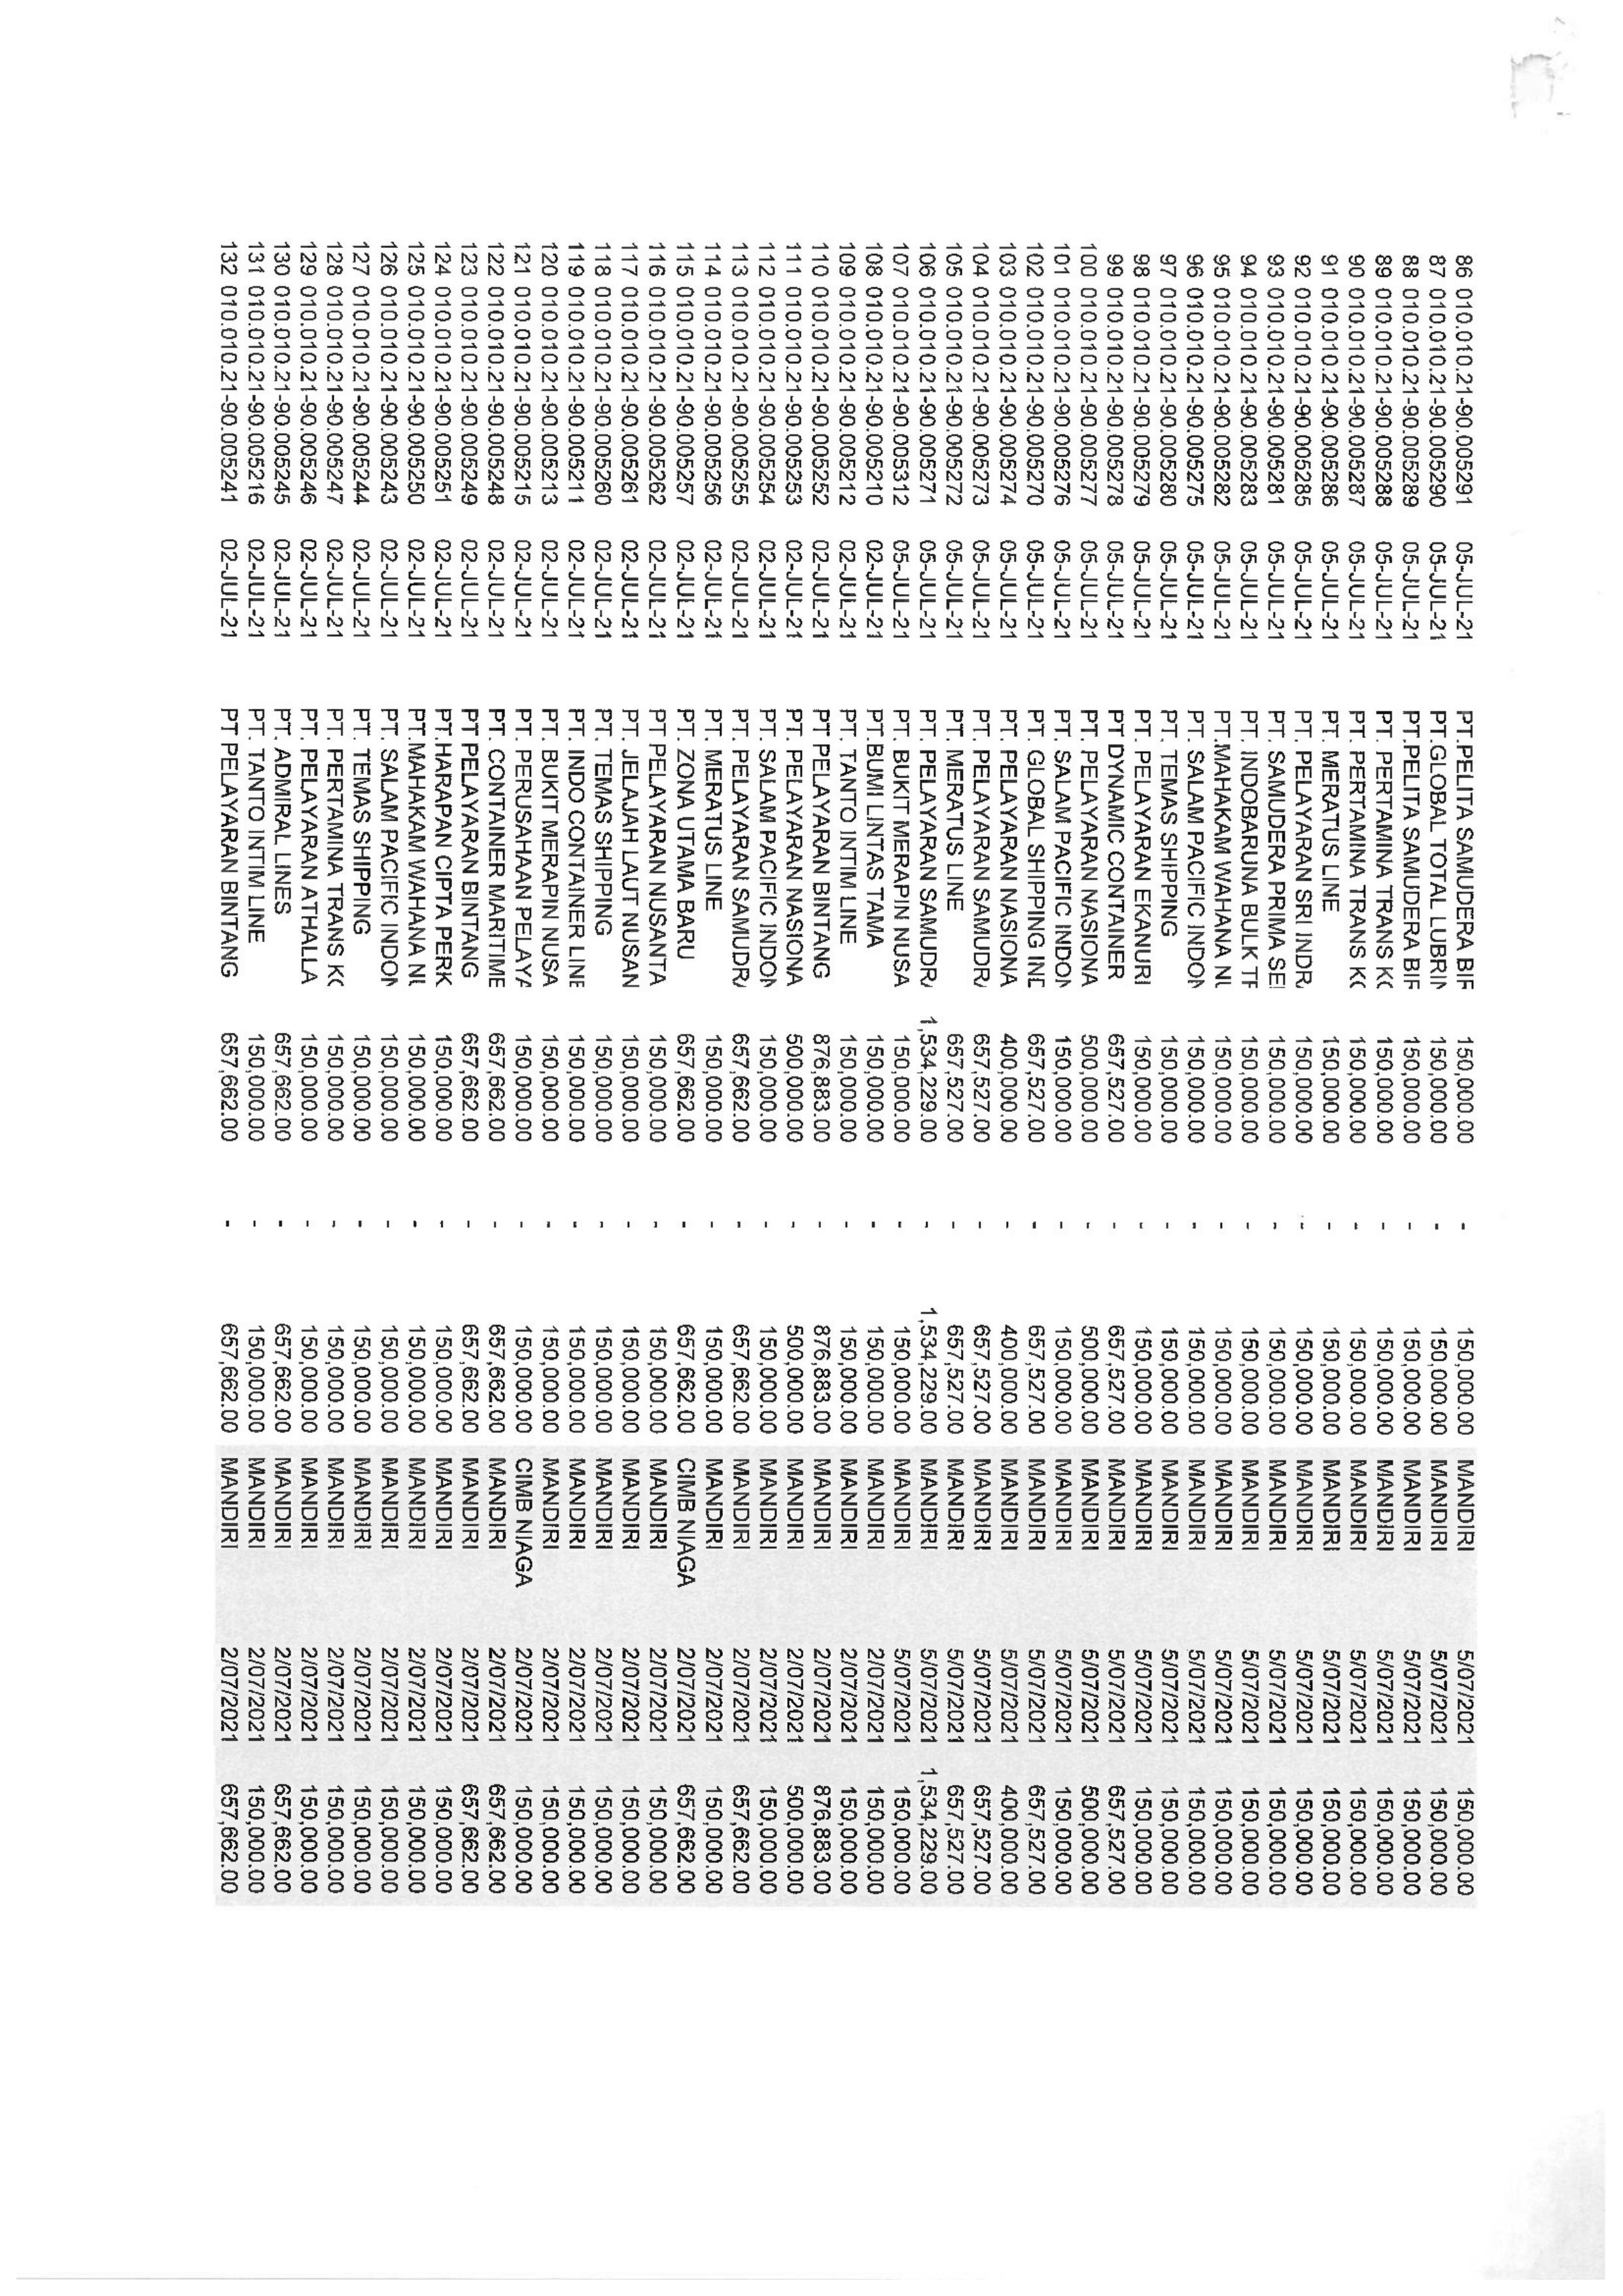 86 010.010.21-90.005291 05-JUL-21 PT.PELITA SAMUDERA BIF 150,000.00 - 150,000.00 MANDIRI 5/07/2021 150,000.00
87 010.010.21-90.005290 05-JUL-21 PT.GLOBAL TOTAL LUBRIN 150,000.00 - 150,000.00 MANDIRI 5/07/2021 150,000.00
88 010.010.21-90.005289 05-JUL-21 PT.PELITA SAMUDERA BIF 150,000.00 - 150,000.00 MANDIRI 5/07/2021 150,000.00
89 010.010.21-90.005288 05-JUL-21 PT. PERTAMINA TRANS K( 150,000.00 - 150,000.00 MANDIRI 5/07/2021 150,000.00
90 010.010.21-90.005287 05-JUL-21 PT. PERTAMINA TRANS K( 150,000.00 - 150,000.00 MANDIRI 5/07/2021 150,000.00
91 010.010.21-90.005286 05-JUL-21 PT. MERATUS LINE 150,000.00 - 150,000.00 MANDIRI 5/07/2021 150,000.00
92 010.010.21-90.005285 05-JUL-21 PT. PELAYARAN SRI INDR. 150,000.00 - 150,000.00 MANDIRI 5/07/2021 150,000.00
93 010.010.21-90.005281 05-JUL-21 PT. SAMUDERA PRIMA SE 150,000.00 - 150,000.00 MANDIRI 5/07/2021 150,000.00
94 010.010.21-90.005283 05-JUL-21 PT. INDOBARUNA BULK TF 150,000.00 - 150,000.00 MANDIRI 5/07/2021 150,000.00
95 010.010.21-90.005282 05-JUL-21 PT.MAHAKAM WAHANA NU 150,000.00 - 150,000.00 MANDIRI 5/07/2021 150,000.00
96 010.010.21-90.005275 05-JUL-21 PT. SALAM PACIFIC INDON 150,000.00 - 150,000.00 MANDIRI 5/07/2021 150,000.00
97 010.010.21-90.005280 05-JUL-21 PT. TEMAS SHIPPING 150,000.00 - 150,000.00 MANDIRI 5/07/2021 150,000.00
98 010.010.21-90.005279 05-JUL-21 PT. PELAYARAN EKANURI 150,000.00 - 150,000.00 MANDIRI 5/07/2021 150,000.00
99 010.010.21-90.005278 05-JUL-21 PT DYNAMIC CONTAINER 657,527.00 - 657,527.00 MANDIRI 5/07/2021 657,527.00
100 010.010.21-90.005277 05-JUL-21 PT. PELAYARAN NASIONA 500,000.00 - 500,000.00 MANDIRI 5/07/2021 500,000.00
101 010.010.21-90.005276 05-JUL-21 PT. SALAM PACIFIC INDON 150,000.00 - 150,000.00 MANDIRI 5/07/2021 150,000.00
102 010.010.21-90.005270 05-JUL-21 PT. GLOBAL SHIPPING IND 657,527.00 - 657,527.00 MANDIRI 5/07/2021 657,527.00
103 010.010.21-90.005274 05-JUL-21 PT. PELAYARAN NASIONA 400,000.00 - 400,000.00 MANDIRI 5/07/2021 400,000.00
104 010.010.21-90.005273 05-JUL-21 PT. PELAYARAN SAMUDR/ 657,527.00 - 657,527.00 MANDIRI 5/07/2021 657,527.00
105 010.010.21-90.005272 05-JUL-21 PT. MERATUS LINE 657,527.00 - 657,527.00 MANDIRI 5/07/2021 657,527.00
106 010.010.21-90.005271 05-JUL-21 PT. PELAYARAN SAMUDR/ 1,534,229.00 - 1,534,229.00 MANDIRI 5/07/2021 1,534,229.00
107 010.010.21-90.005312 05-JUL-21 PT. BUKIT MERAPIN NUSA 150,000.00 - 150,000.00 MANDIRI 5/07/2021 150,000.00
108 010.010.21-90.005210 02-JUL-21 PT BUMI LINTAS TAMA 150,000.00 - 150,000.00 MANDIRI 2/07/2021 150,000.00
109 010.010.21-90.005212 02-JUL-21 PT. TANTO INTIM LINE 150,000.00 - 150,000.00 MANDIRI 2/07/2021 150,000.00
110 010.010.21-90.005252 02-JUL-21 PT PELAYARAN BINTANG 876,883.00 - 876,883.00 MANDIRI 2/07/2021 876,883.00
111 010.010.21-90.005253 02-JUL-21 PT. PELAYARAN NASIONA 500,000.00 - 500,000.00 MANDIRI 2/07/2021 500,000.00
112 010.010.21-90.005254 02-JUL-21 PT. SALAM PACIFIC INDON 150,000.00 - 150,000.00 MANDIRI 2/07/2021 150,000.00
113 010.010.21-90.005255 02-JUL-21 PT. PELAYARAN SAMUDR/ 657,662.00 - 657,662.00 MANDIRI 2/07/2021 657,662.00
114 010.010.21-90.005256 02-JUL-21 PT. MERATUS LINE 150,000.00 - 150,000.00 MANDIRI 2/07/2021 150,000.00
115 010.010.21-90.005257 02-JUL-21 PT. ZONA UTAMA BARU 657,662.00 - 657,662.00 CIMB NIAGA 2/07/2021 657,662.00
116 010.010.21-90.005262 02-JUL-21 PT PELAYARAN NUSANTA 150,000.00 - 150,000.00 MANDIRI 2/07/2021 150,000.00
117 010.010.21-90.005261 02-JUL-21 PT. JELAJAH LAUT NUSAN 150,000.00 - 150,000.00 MANDIRI 2/07/2021 150,000.00
118 010.010.21-90.005260 02-JUL-21 PT. TEMAS SHIPPING 150,000.00 - 150,000.00 MANDIRI 2/07/2021 150,000.00
119 010.010.21-90.005211 02-JUL-21 PT. INDO CONTAINER LINE 150,000.00 - 150,000.00 MANDIRI 2/07/2021 150,000.00
120 010.010.21-90.005213 02-JUL-21 PT. BUKIT MERAPIN NUSA 150,000.00 - 150,000.00 MANDIRI 2/07/2021 150,000.00
121 010.010.21-90.005215 02-JUL-21 PT. PERUSAHAAN PELAYA 150,000.00 - 150,000.00 CIMB NIAGA 2/07/2021 150,000.00
122 010.010.21-90.005248 02-JUL-21 PT. CONTAINER MARITIME 657,662.00 - 657,662.00 MANDIRI 2/07/2021 657,662.00
123 010.010.21-90.005249 02-JUL-21 PT PELAYARAN BINTANG 657,662.00 - 657,662.00 MANDIRI 2/07/2021 657,662.00
124 010.010.21-90.005251 02-JUL-21 PT.HARAPAN CIPTA PERK 150,000.00 - 150,000.00 MANDIRI 2/07/2021 150,000.00
125 010.010.21-90.005250 02-JUL-21 PT.MAHAKAM WAHANA NU 150,000.00 - 150,000.00 MANDIRI 2/07/2021 150,000.00
126 010.010.21-90.005243 02-JUL-21 PT. SALAM PACIFIC INDON 150,000.00 - 150,000.00 MANDIRI 2/07/2021 150,000.00
127 010.010.21-90.005244 02-JUL-21 PT. TEMAS SHIPPING 150,000.00 - 150,000.00 MANDIRI 2/07/2021 150,000.00
128 010.010.21-90.005247 02-JUL-21 PT. PERTAMINA TRANS K( 150,000.00 - 150,000.00 MANDIRI 2/07/2021 150,000.00
129 010.010.21-90.005246 02-JUL-21 PT. PELAYARAN ATHALLA 150,000.00 - 150,000.00 MANDIRI 2/07/2021 150,000.00
130 010.010.21-90.005245 02-JUL-21 PT. ADMIRAL LINES 657,662.00 - 657,662.00 MANDIRI 2/07/2021 657,662.00
131 010.010.21-90.005216 02-JUL-21 PT. TANTO INTIM LINE 150,000.00 - 150,000.00 MANDIRI 2/07/2021 150,000.00
132 010.010.21-90.005241 02-JUL-21 PT PELAYARAN BINTANG 657,662.00 - 657,662.00 MANDIRI 2/07/2021 657,662.00